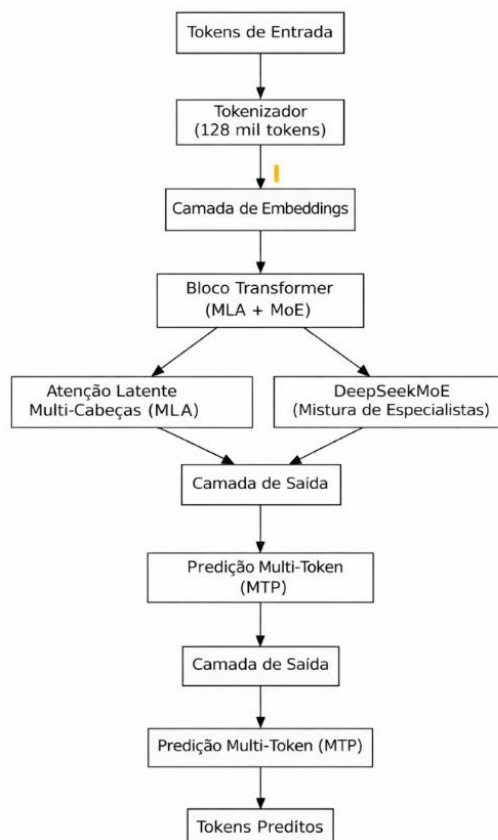 Tokens de Entrada
Tokenizador
(128 mil tokens)
Camada de Embeddings
Bloco Transformer
(MLA + MoE)
Atenção Latente
Multi-Cabeças (MLA)
DeepSeekMoE
(Mistura de Especialistas)
Camada de Saída
Predição Multi-Token
(MTP)
Camada de Saída
Predição Multi-Token (MTP)
Tokens Predítos